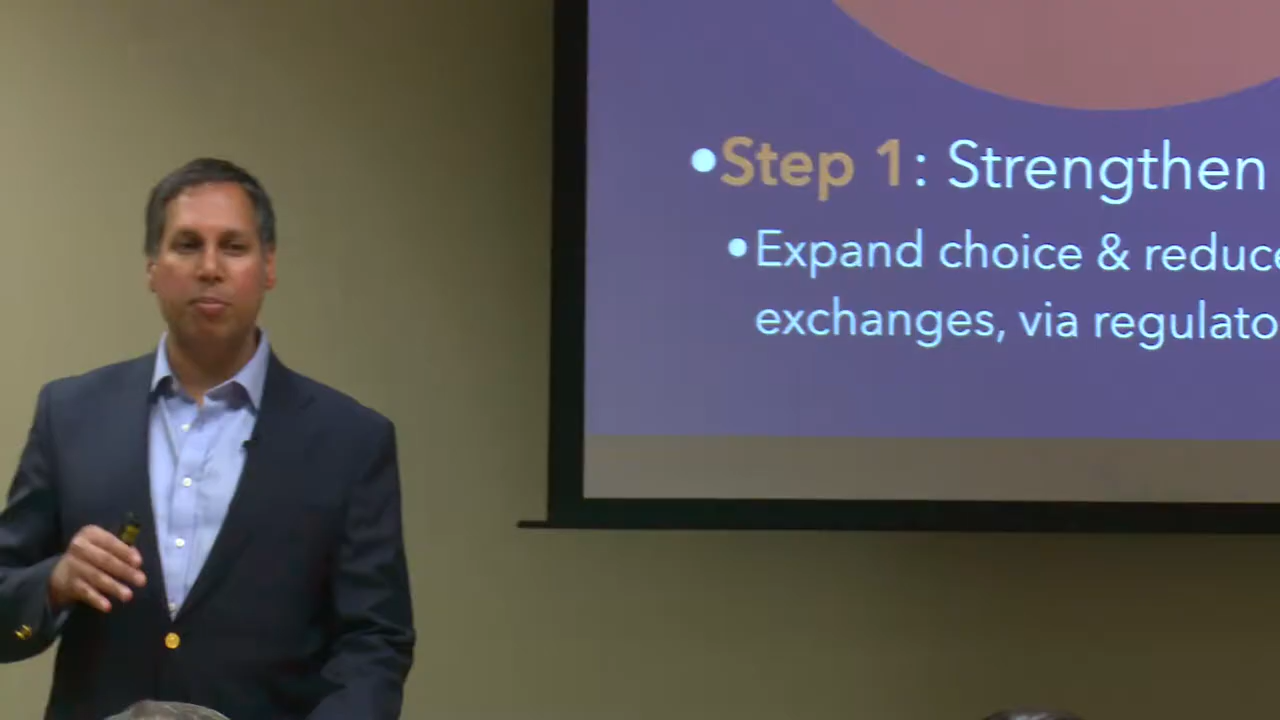 •Step 1: Strengthen
•Expand choice & reduce
exchanges, via regulato